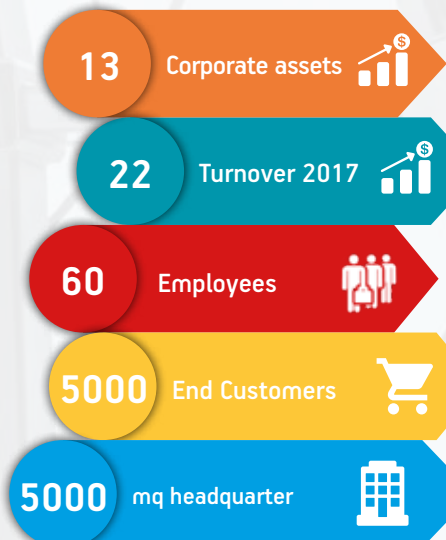 13 Corporate assets $
22 Turnover 2017 $
60 Employees
5000 End Customers
5000 mq headquarter